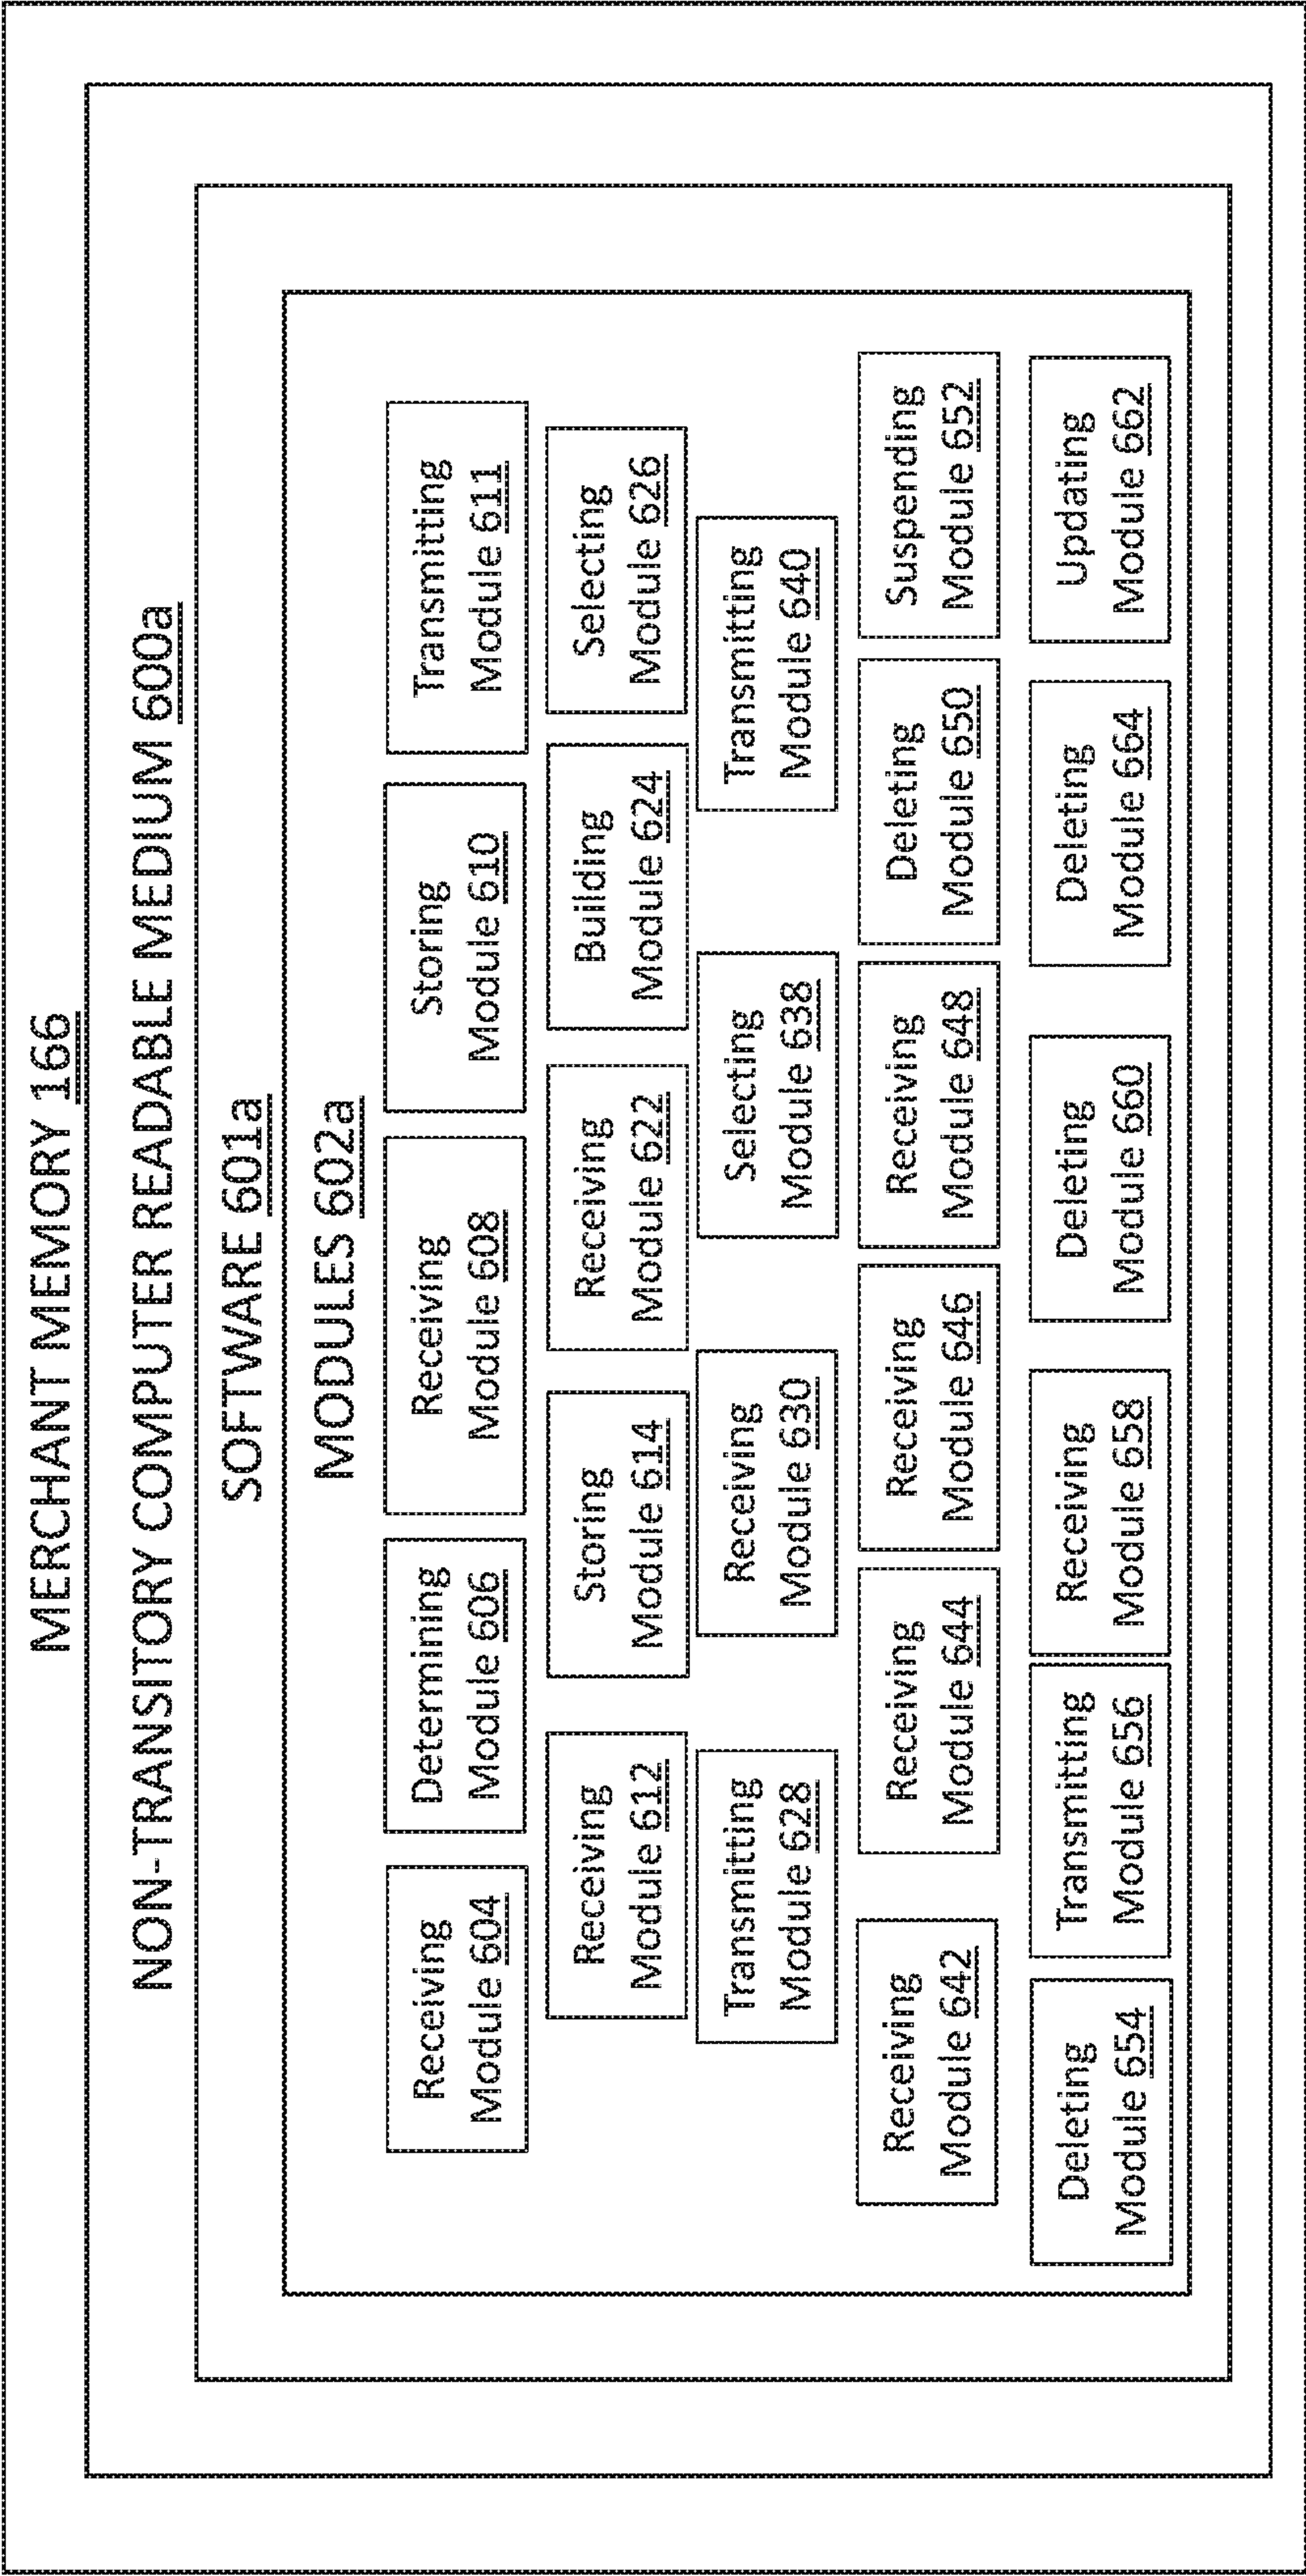 MERCHANT MEMORY 166
NON-TRANSITORY COMPUTER READABLE MEDIUM 600a
SOFTWARE 601a
MODULES 602a
Receiving
Module 604
Determining
Module 606
Receiving
Module 608
Storing
Module 610
Transmitting
Module 611
Receiving
Module 612
Storing
Module 614
Receiving
Module 622
Building
Module 624
Selecting
Module 626
Transmitting
Module 628
Receiving
Module 630
Selecting
Module 638
Transmitting
Module 640
Receiving
Module 642
Receiving
Module 644
Receiving
Module 646
Receiving
Module 648
Deleting
Module 650
Suspending
Module 652
Deleting
Module 654
Transmitting
Module 656
Receiving
Module 658
Deleting
Module 660
Deleting
Module 664
Updating
Module 662